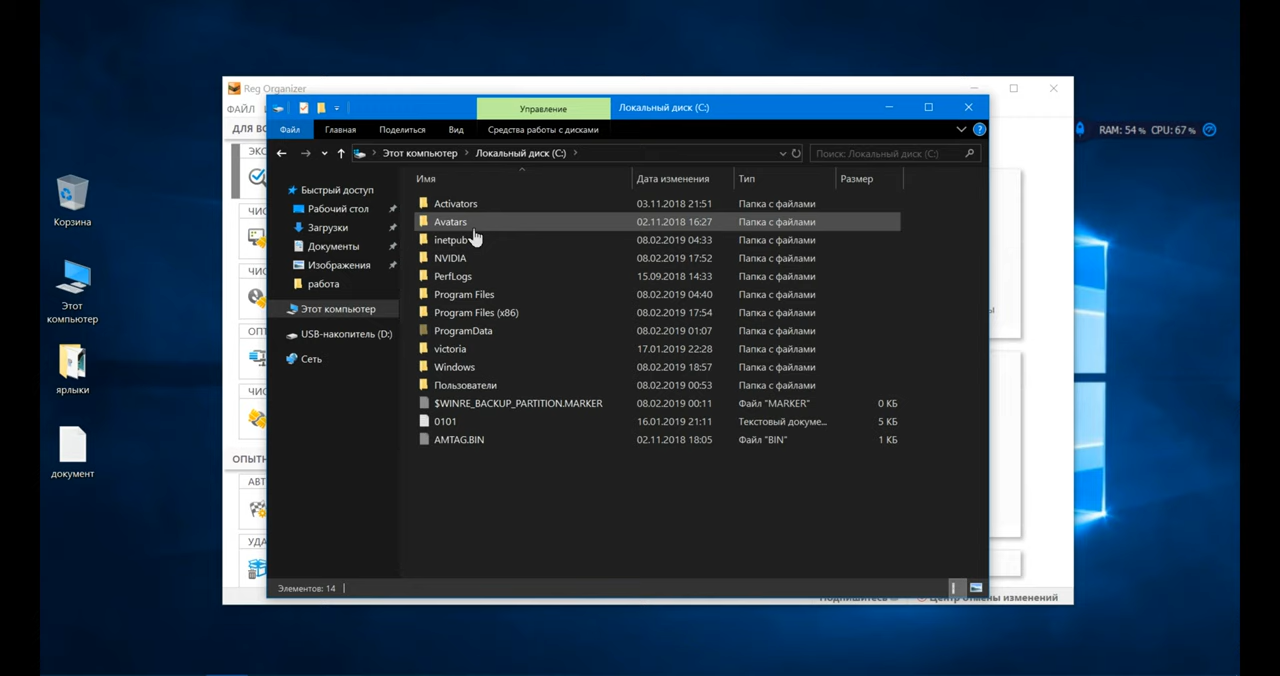 Reg Organizer
ФАЙЛ
Управление
Локальный диск (C:)
Файл
Главная
Поделиться
Вид
Средства работы с дисками
RAM: 54 % CPU: 67 %
Этот компьютер > Локальный диск (C:) >
Поиск: Локальный диск (C:)
Имя
Дата изменения
Тип
Размер
Быстрый доступ
Рабочий стол
Загрузки
Документы
Изображения
работа
Этот компьютер
USB-накопитель (D:)
Сеть
Activators 03.11.2018 21:51 Папка с файлами
Avatars 02.11.2018 16:27 Папка с файлами
inetpub 08.02.2019 04:33 Папка с файлами
NVIDIA 08.02.2019 17:52 Папка с файлами
PerfLogs 15.09.2018 14:33 Папка с файлами
Program Files 08.02.2019 04:40 Папка с файлами
Program Files (x86) 08.02.2019 17:54 Папка с файлами
ProgramData 08.02.2019 01:07 Папка с файлами
victoria 17.01.2019 22:28 Папка с файлами
Windows 08.02.2019 18:57 Папка с файлами
Пользователи 08.02.2019 00:53 Папка с файлами
$WINRE_BACKUP_PARTITION.MARKER 08.02.2019 00:11 Файл "MARKER" 0 КБ
0101 16.01.2019 21:11 Текстовый докуме... 5 КБ
AMTAG.BIN 02.11.2018 18:05 Файл "BIN" 1 КБ
Элементов: 14
Корзина
Этот
компьютер
ярлыки
документ
ДЛЯ ВС
ЭКС
ЧИС
ЧИС
ОПТ
ЧИС
ОПЫТН
АВТ
УДА
Подпишитесь
Центр отмены изменений